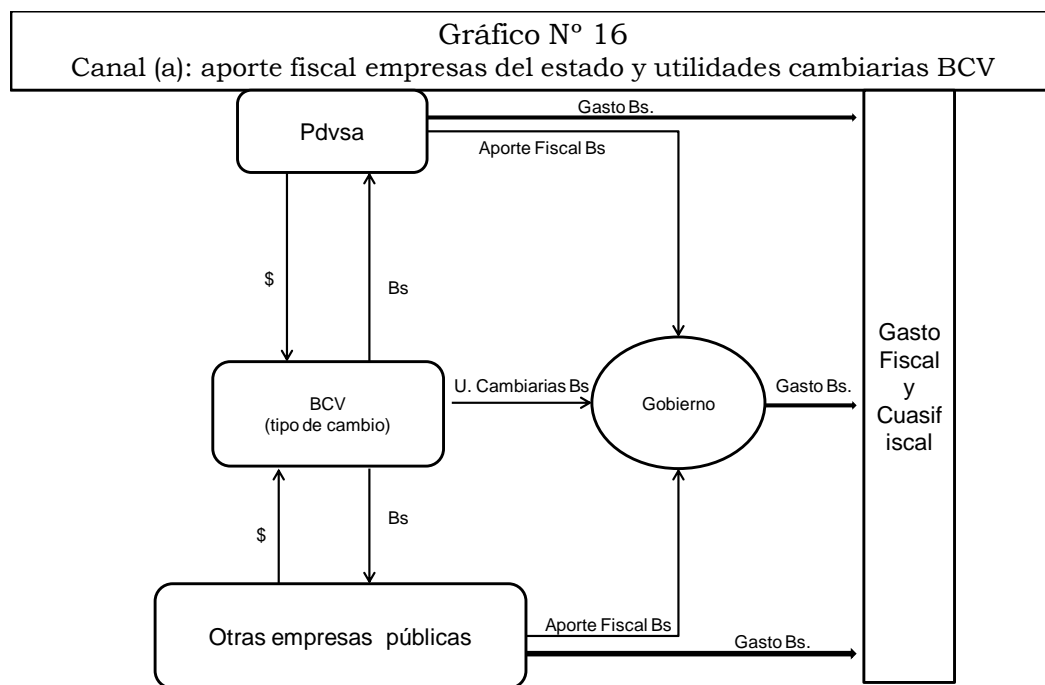 Gráfico N° 16
Canal (a): aporte fiscal empresas del estado y utilidades cambiarias BCV
Gasto Bs.
Pdvsa
Aporte Fiscal Bs
$
Bs
Gasto
Fiscal
y
Cuasif
iscal
U. Cambiarias Bs
Gasto Bs.
BCV
(tipo de cambio)
Gobierno
Bs
$
Otras empresas públicas
Aporte Fiscal Bs
Gasto Bs.